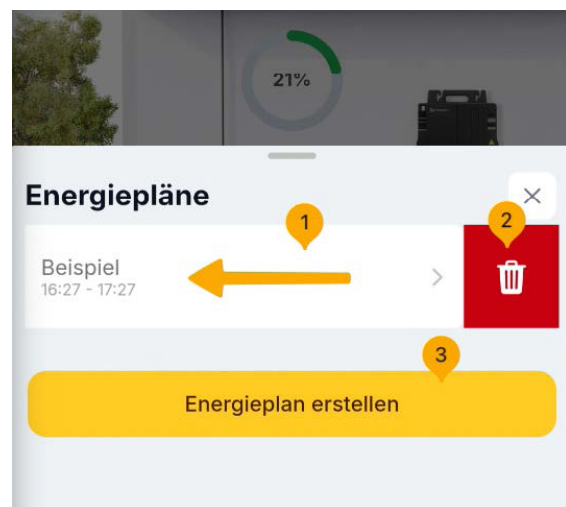 21%
Energiepläne
1
2
Beispiel
16:27 - 17:27
3
Energieplan erstellen